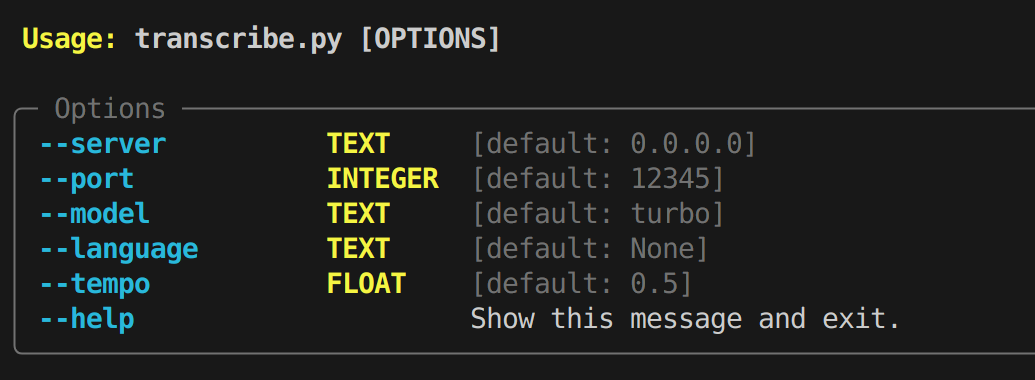 Usage: transcribe.py [OPTIONS]
Options
--server TEXT [default: 0.0.0.0]
--port INTEGER [default: 12345]
--model TEXT [default: turbo]
--language TEXT [default: None]
--tempo FLOAT [default: 0.5]
--help Show this message and exit.